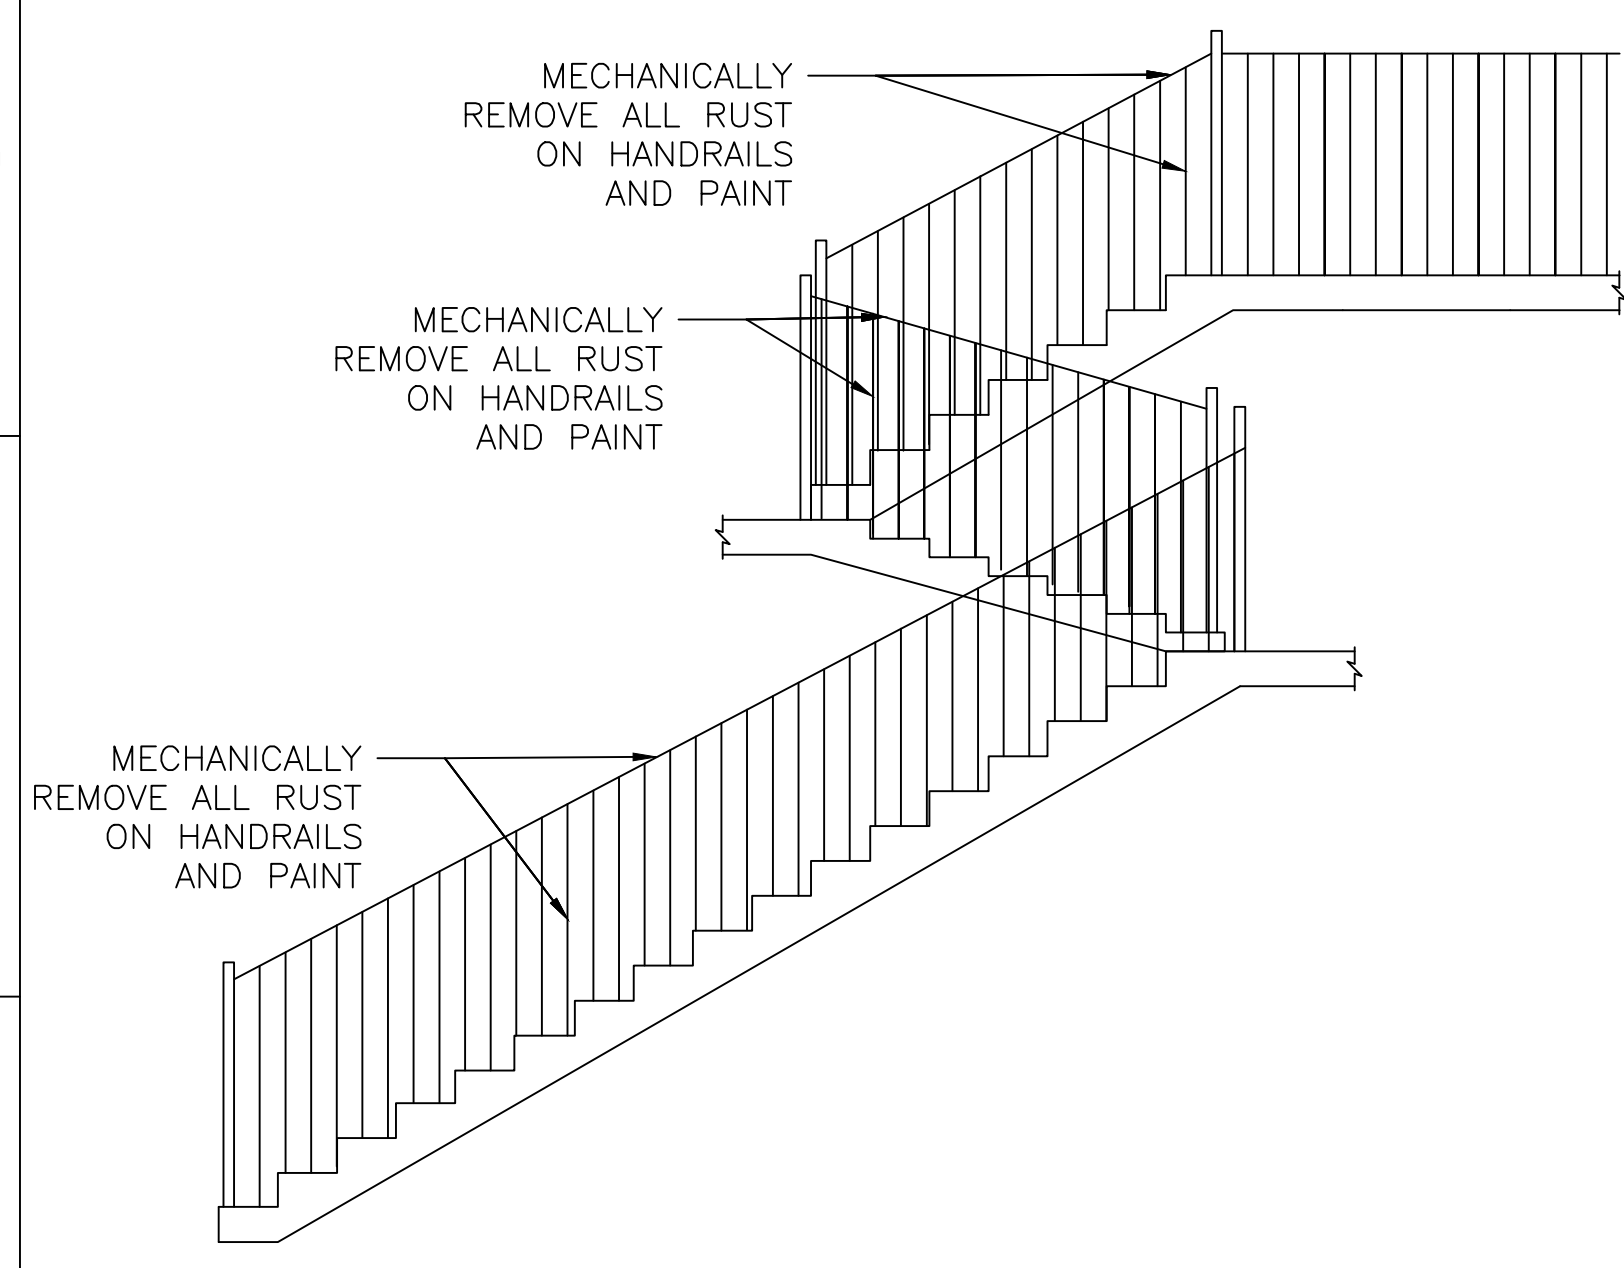 MECHANICALLY
REMOVE ALL RUST
ON HANDRAILS
AND PAINT
MECHANICALLY
REMOVE ALL RUST
ON HANDRAILS
AND PAINT
MECHANICALLY
REMOVE ALL RUST
ON HANDRAILS
AND PAINT